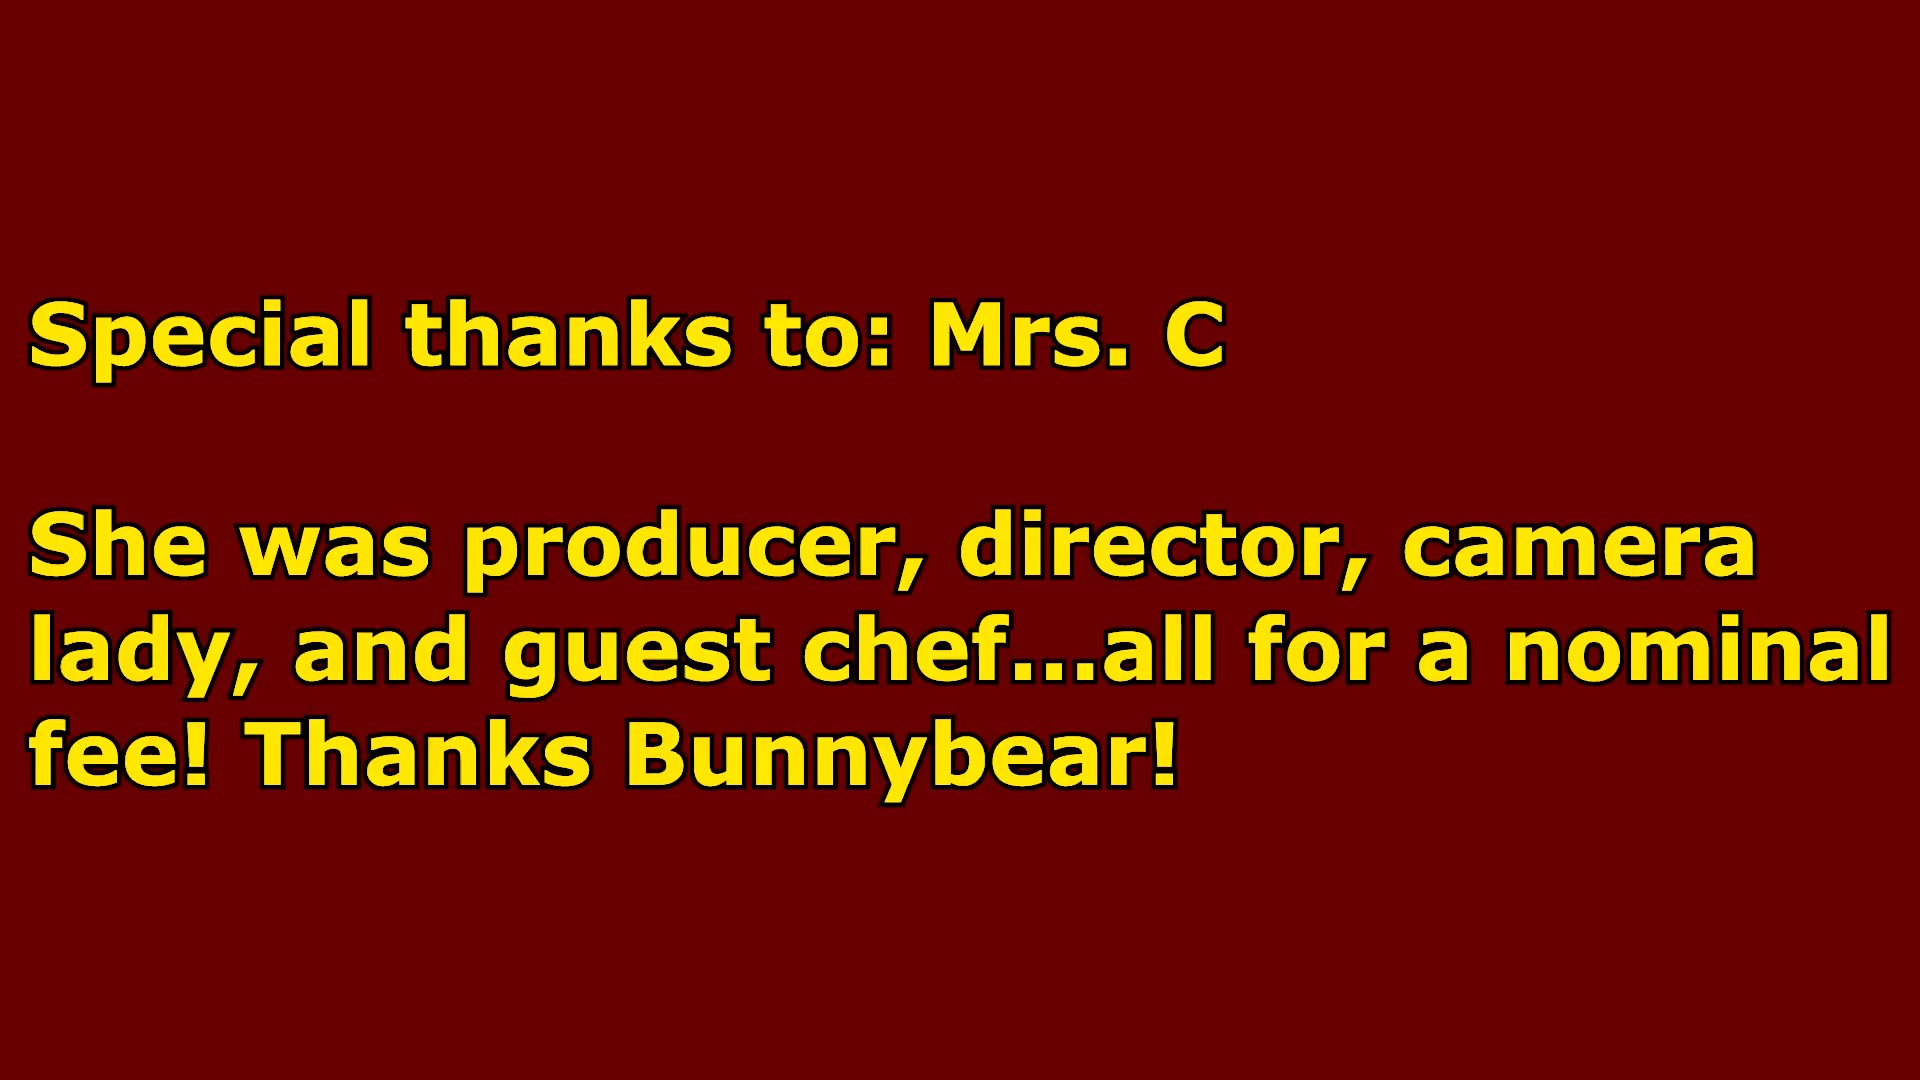 Special thanks to: Mrs. C
She was producer, director, camera
lady, and guest chef...all for a nominal
fee! Thanks Bunnybear!